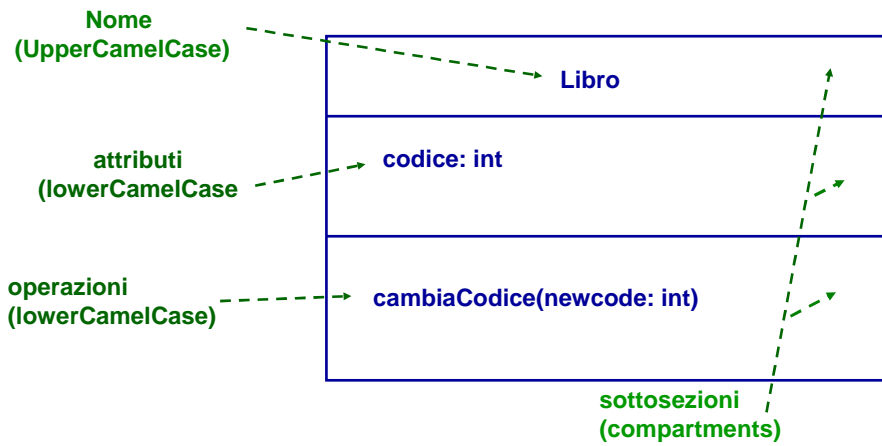 Nome
(UpperCamelCase)
Libro
attributi
(lowerCamelCase
codice: int
operazioni
(lowerCamelCase)
cambiaCodice(newcode: int)
sottosezioni
(compartments)